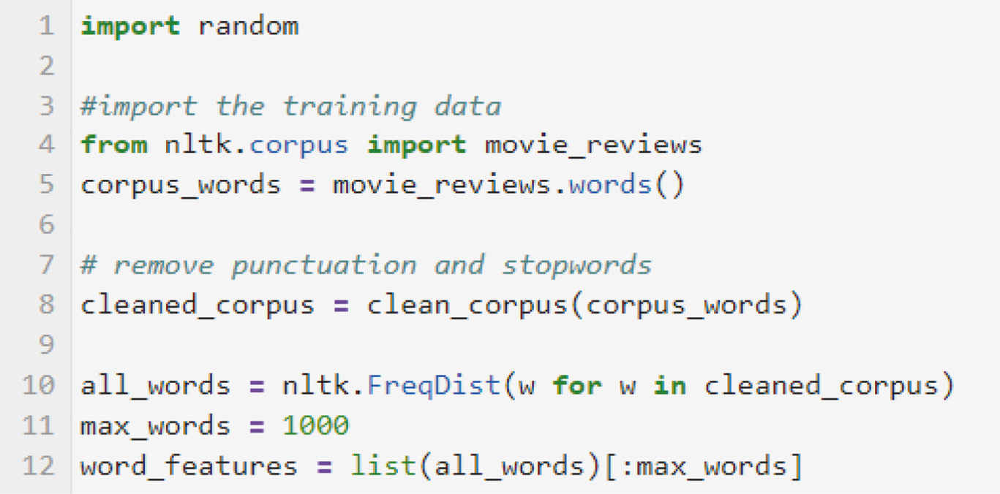 1 import random
2
3 #import the training data
4 from nltk.corpus import movie_reviews
5 corpus_words = movie_reviews.words()
6
7 # remove punctuation and stopwords
8 cleaned_corpus = clean_corpus(corpus_words)
9
10 all_words = nltk.FreqDist(w for w in cleaned_corpus)
11 max_words = 1000
12 word_features = list(all_words)[:max_words]